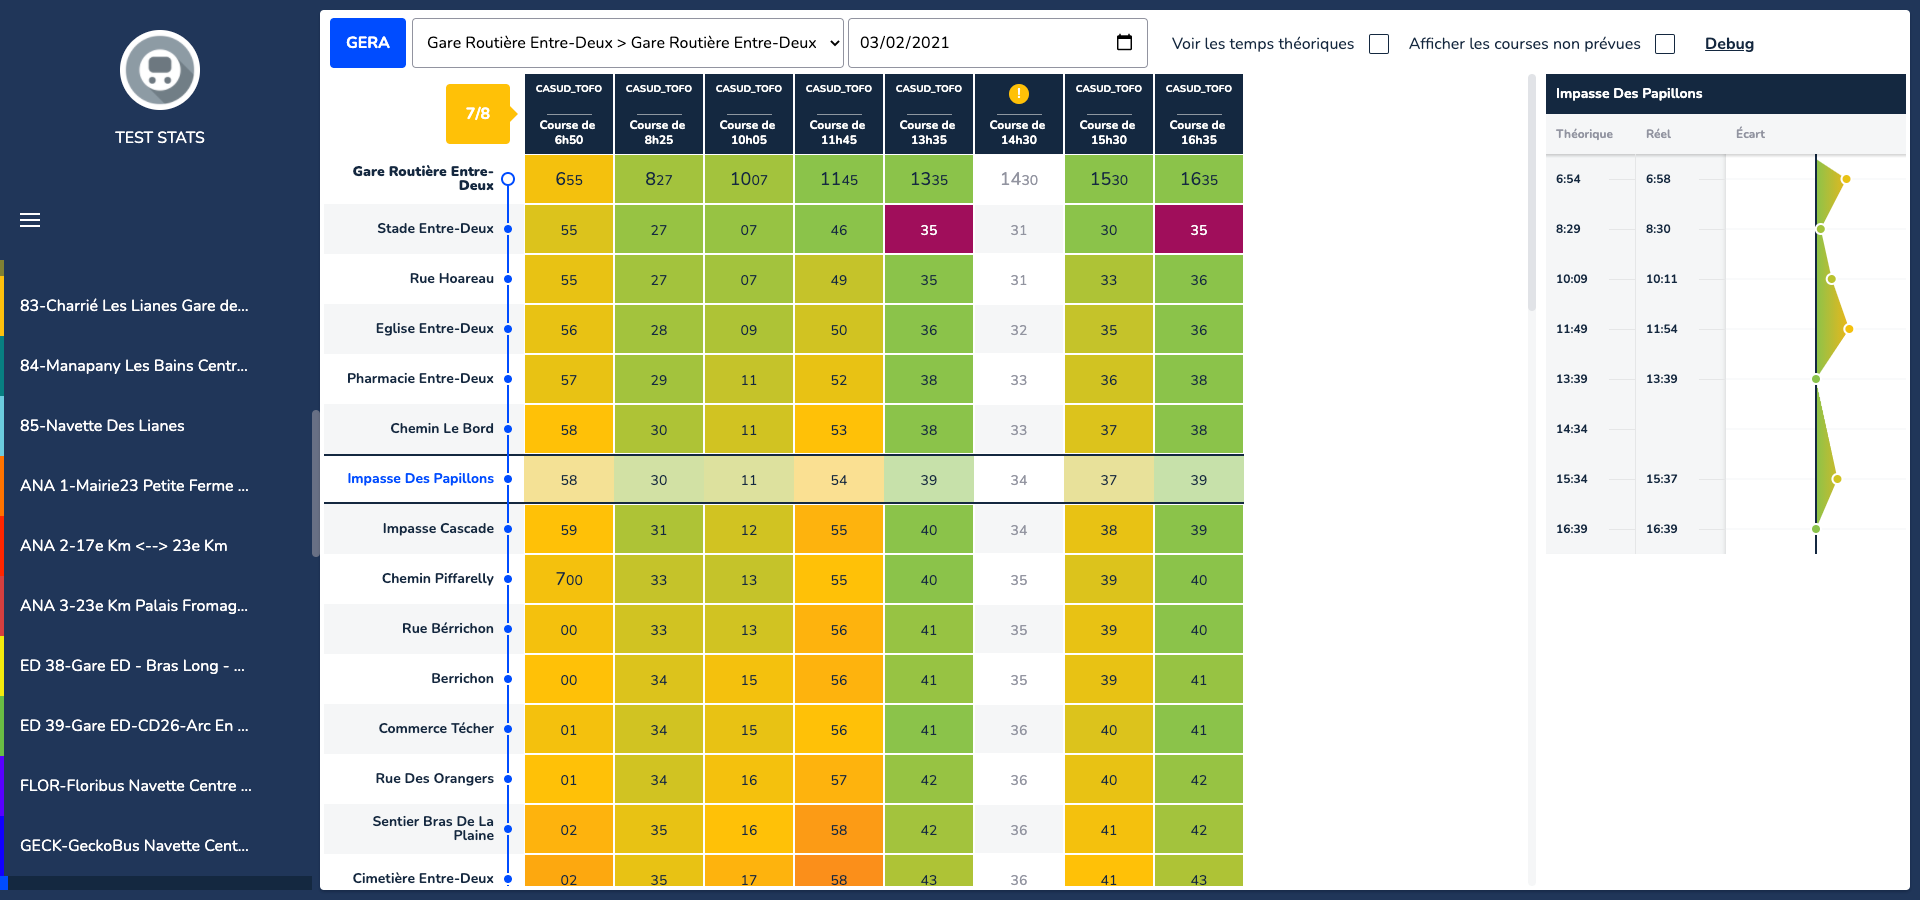 TEST STATS
83-Charrié Les Lianes Gare de...
84-Manapany Les Bains Centr...
85-Navette Des Lianes
ANA 1-Mairie23 Petite Ferme ...
ANA 2-17e Km <--> 23e Km
ANA 3-23e Km Palais Fromag...
ED 38-Gare ED - Bras Long - ...
ED 39-Gare ED-CD26-Arc En ...
FLOR-Floribus Navette Centre ...
GECK-GeckoBus Navette Cent...
GERA Gare Routière Entre-Deux > Gare Routière Entre-Deux 03/02/2021 Voir les temps théoriques Afficher les courses non prévues Debug
7/8
CASUD_TOFO CASUD_TOFO CASUD_TOFO CASUD_TOFO CASUD_TOFO ! CASUD_TOFO CASUD_TOFO
Course de Course de Course de Course de Course de Course de Course de Course de
6h50 8h25 10h05 11h45 13h35 14h30 15h30 16h35
Gare Routière Entre-
Deux
655 827 1007 1145 1335 1430 1530 1635
Stade Entre-Deux 55 27 07 46 35 31 30 35
Rue Hoareau 55 27 07 49 35 31 33 36
Eglise Entre-Deux 56 28 09 50 36 32 35 36
Pharmacie Entre-Deux 57 29 11 52 38 33 36 38
Chemin Le Bord 58 30 11 53 38 33 37 38
Impasse Des Papillons 58 30 11 54 39 34 37 39
Impasse Cascade 59 31 12 55 40 34 38 39
Chemin Piffarelly 700 33 13 55 40 35 39 40
Rue Bérrichon 00 33 13 56 41 35 39 40
Berrichon 00 34 15 56 41 35 39 41
Commerce Técher 01 34 15 56 41 36 40 41
Rue Des Orangers 01 34 16 57 42 36 40 42
Sentier Bras De La
Plaine
02 35 16 58 42 36 41 42
Cimetière Entre-Deux 02 35 17 58 43 36 41 43
Impasse Des Papillons
Théorique Réel Écart
6:54 6:58
8:29 8:30
10:09 10:11
11:49 11:54
13:39 13:39
14:34
15:34 15:37
16:39 16:39